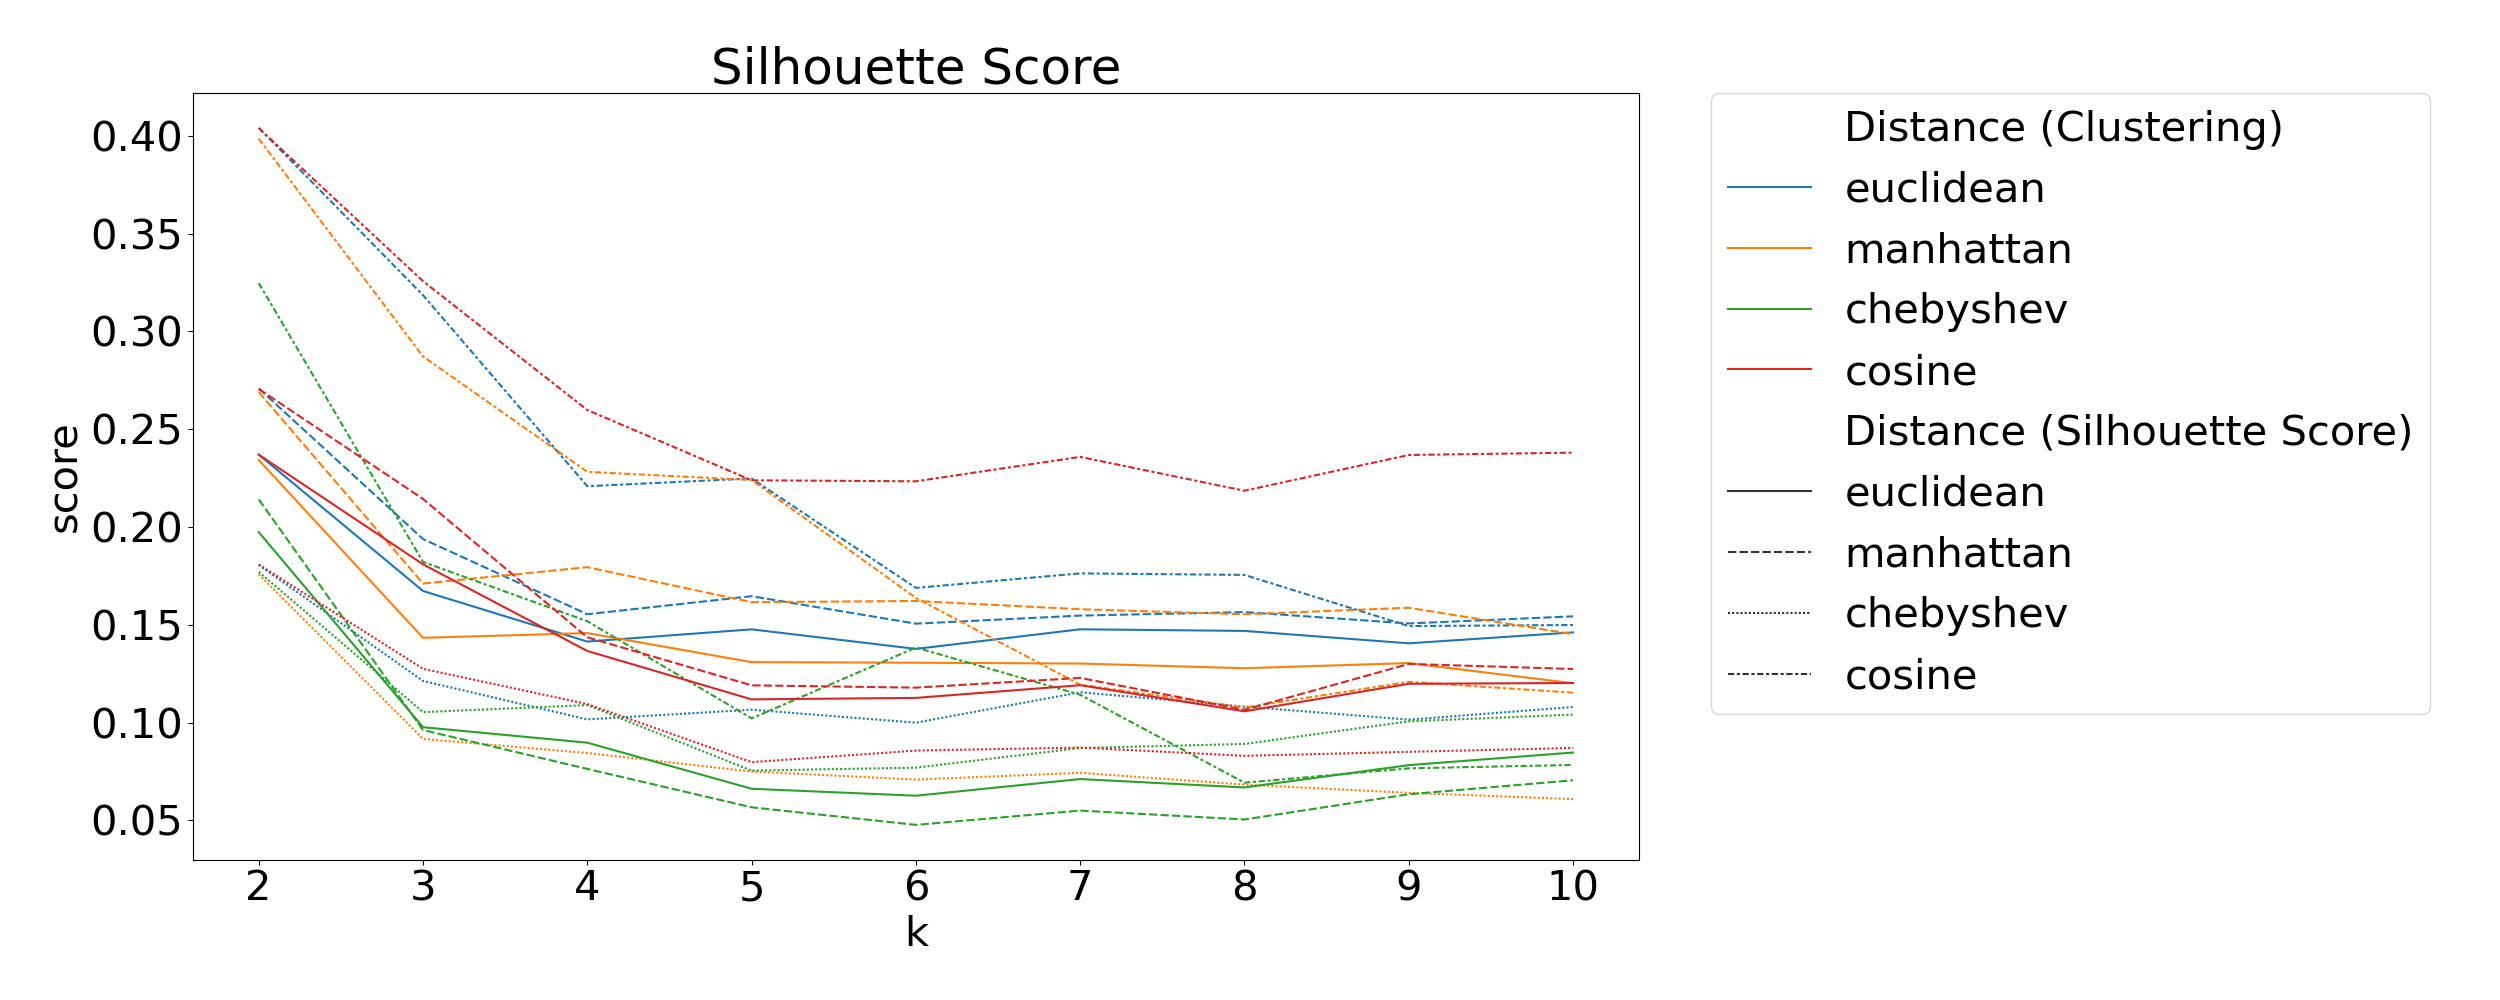 Silhouette Score
score
0.40
0.35
0.30
0.25
0.20
0.15
0.10
0.05
2 3 4 5 6 7 8 9 10
k
Distance (Clustering)
euclidean
manhattan
chebyshev
cosine
Distance (Silhouette Score)
euclidean
manhattan
chebyshev
cosine